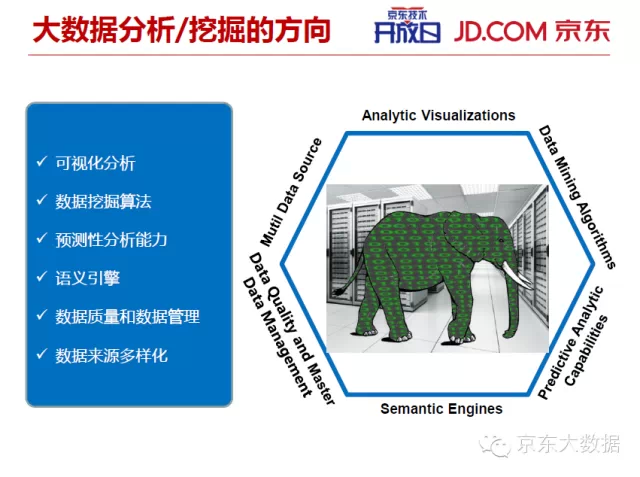 大数据分析/挖掘的方向
京东技术
开放日
JD.COM 京东
可视化分析
数据挖掘算法
预测性分析能力
语义引擎
数据质量和数据管理
数据来源多样化
Analytic Visualizations
Data Mining Algorithms
Predictive Analytic
Capabilities
Semantic Engines
Data Quality and Master
Data Management
Mutil Data Source
京东大数据